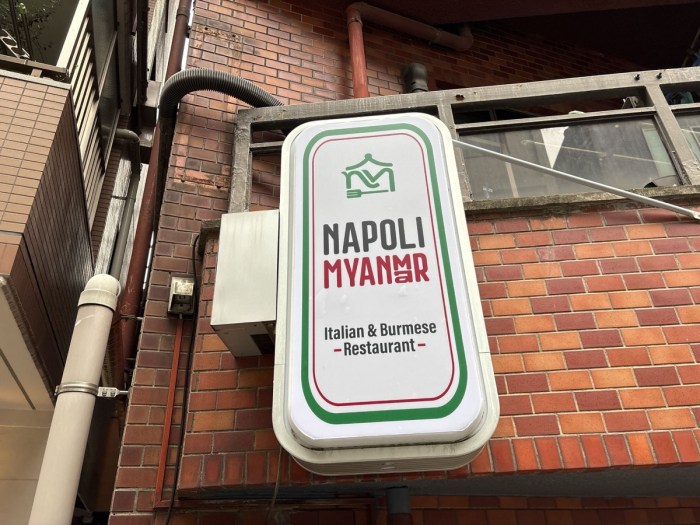 NAPOLI
MYANMAR
Italian & Burmese
-Restaurant-